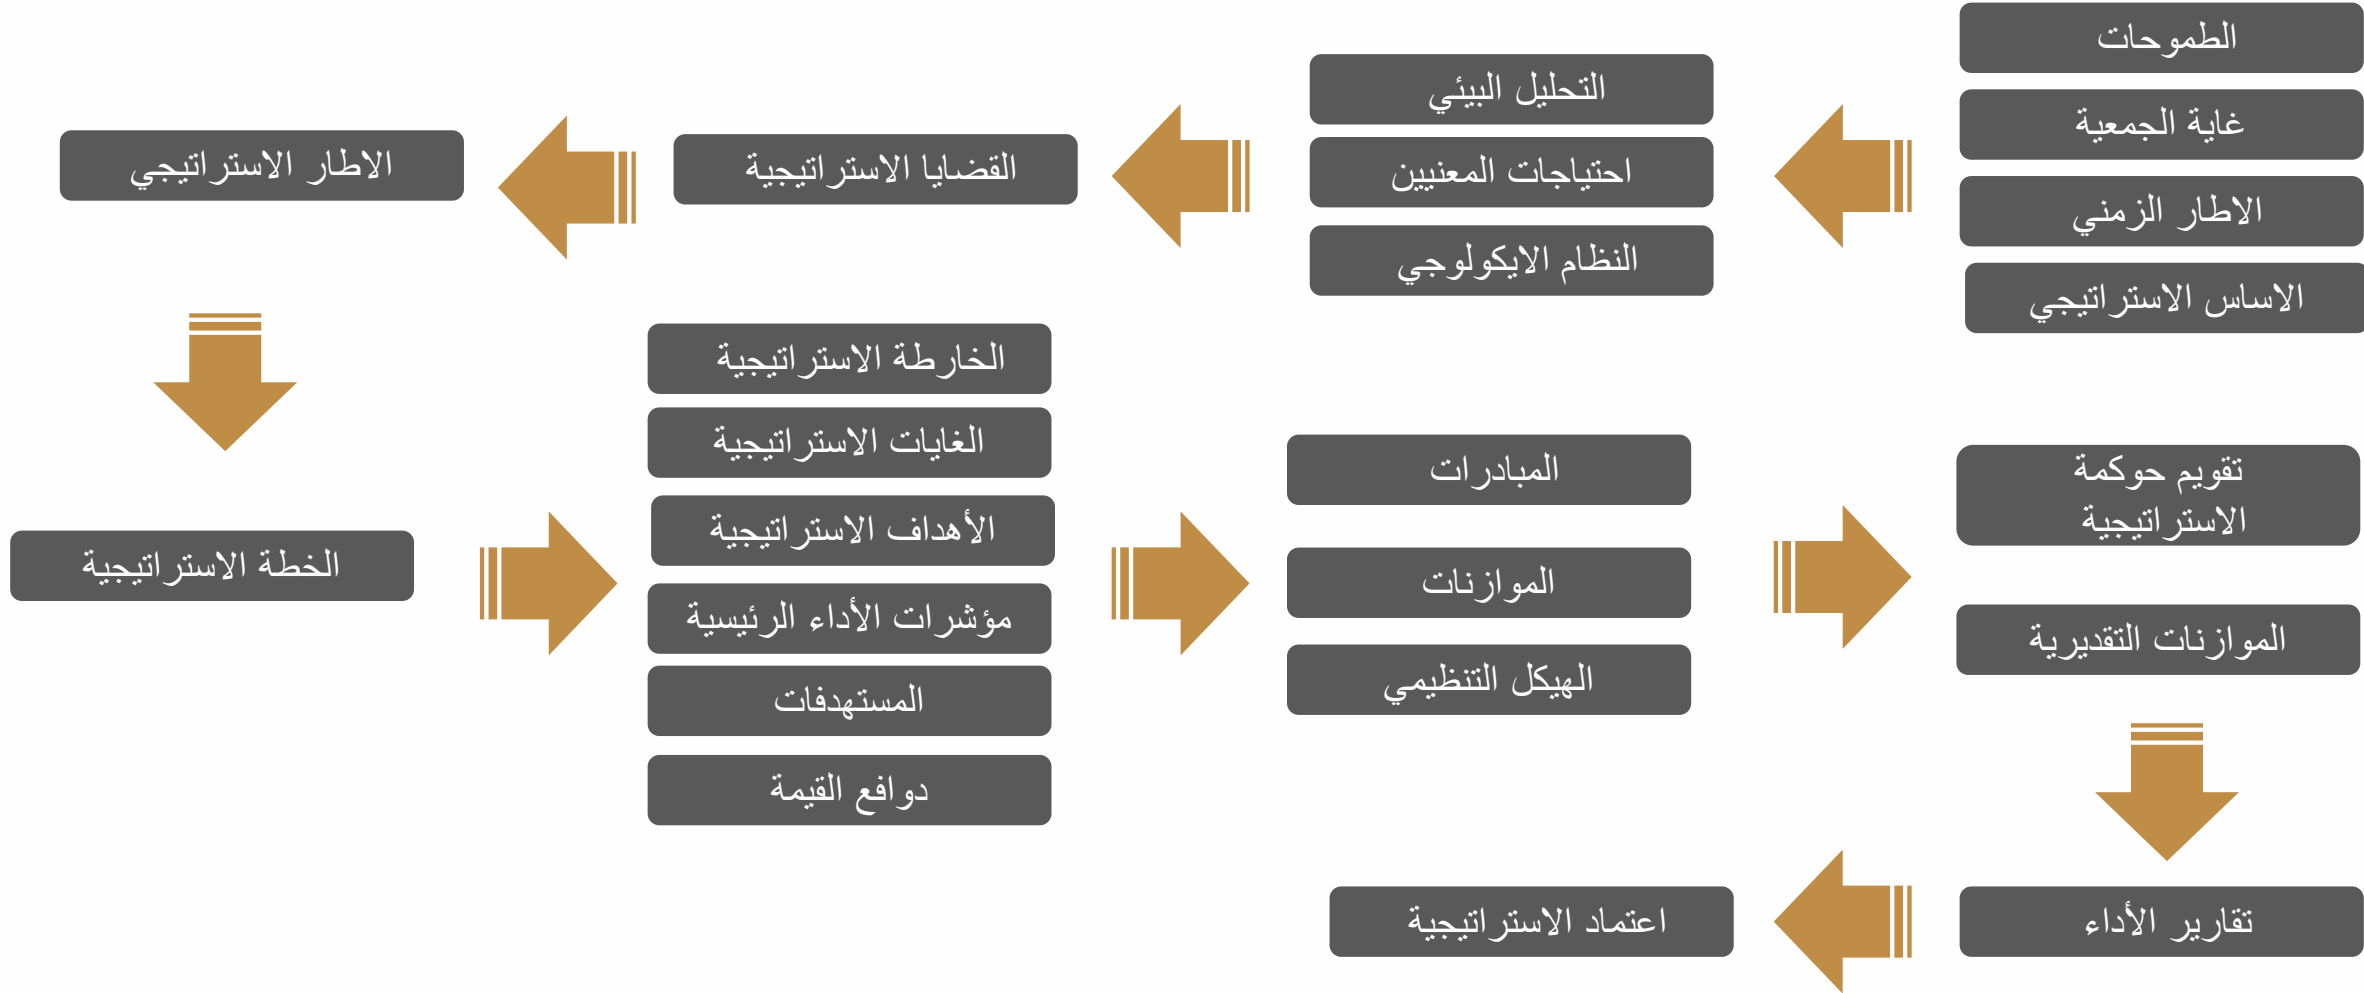 الطموحات
غاية الجمعية
الاطار الزمني
الاساس الاستراتيجي
التحليل البيئي
احتياجات المعنيين
النظام الايكولوجي
القضايا الاستراتيجية
الاطار الاستراتيجي
الخطة الاستراتيجية
الخارطة الاستراتيجية
الغايات الاستراتيجية
الأهداف الاستراتيجية
مؤشرات الأداء الرئيسية
المستهدفات
دوافع القيمة
المبادرات
الموازنات
الهيكل التنظيمي
تقويم حوكمة
الاستراتيجية
الموازنات التقديرية
تقارير الأداء
اعتماد الاستراتيجية